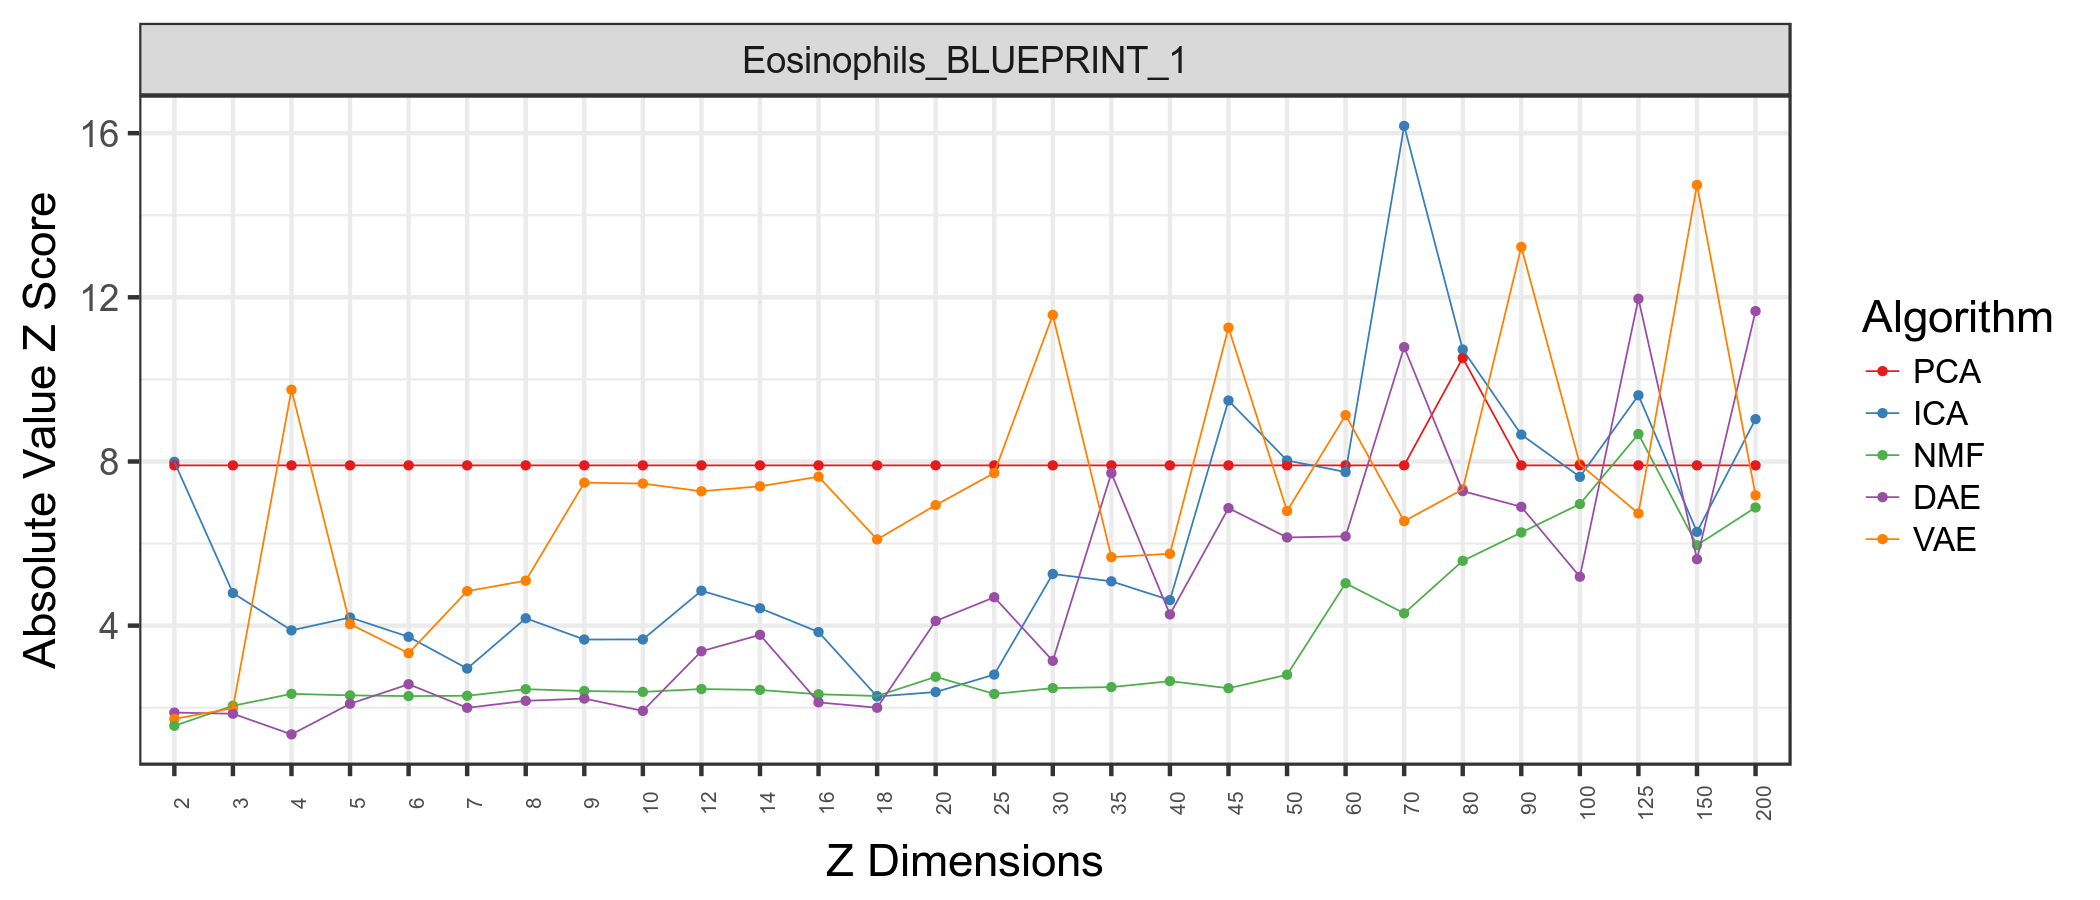 Eosinophils_BLUEPRINT_1
Absolute Value Z Score
16
12
8
4
2 3 4 5 6 7 8 9 10 12 14 16 18 20 25 30 35 40 45 50 60 70 80 90 100 125 150 200
Z Dimensions
Algorithm
PCA
ICA
NMF
DAE
VAE